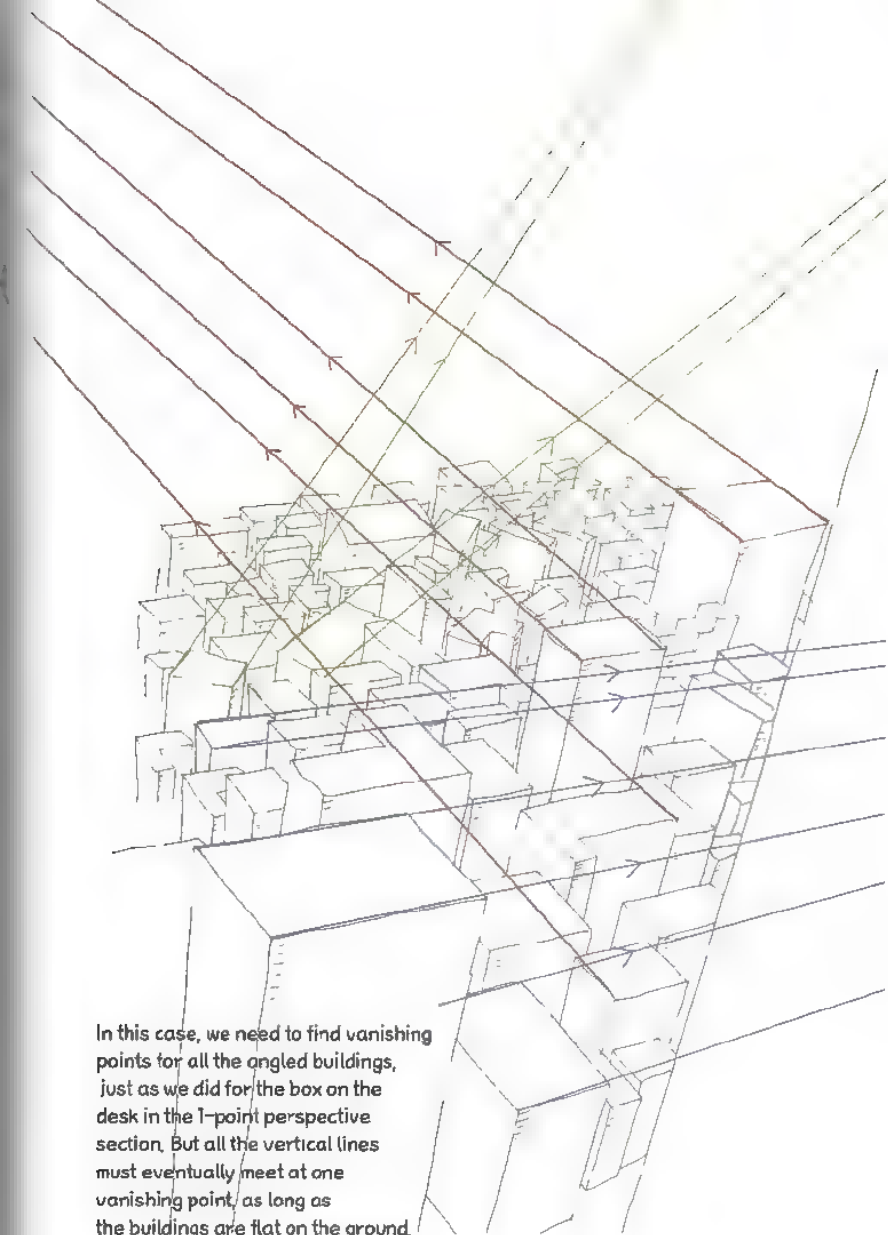 In this case, we need to find vanishing
points for all the angled buildings,
just as we did for the box on the
desk in the 1-point perspective
section. But all the vertical lines
must eventually meet at one
vanishing point, as long as
the buildings are flat on the ground